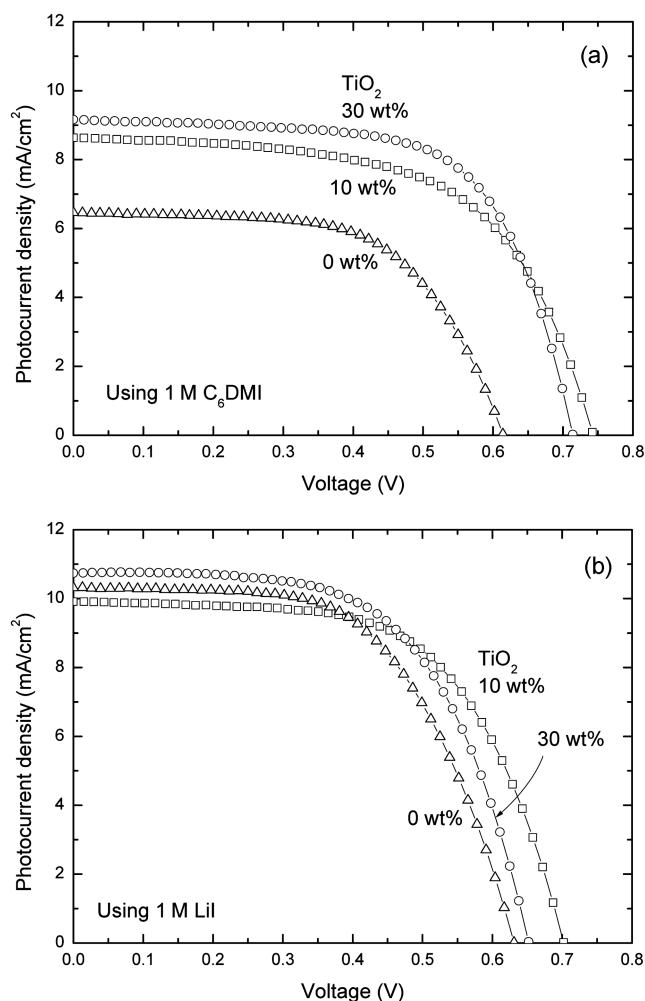 12
10
8
6
4
2
0
Photocurrent density (mA/cm²)
(a)
TiO₂
30 wt%
10 wt%
0 wt%
Using 1 M C₆DMI
0.0 0.1 0.2 0.3 0.4 0.5 0.6 0.7 0.8
Voltage (V)
12
10
8
6
4
2
0
Photocurrent density (mA/cm²)
(b)
TiO₂
10 wt%
30 wt%
0 wt%
Using 1 M LiI
0.0 0.1 0.2 0.3 0.4 0.5 0.6 0.7 0.8
Voltage (V)